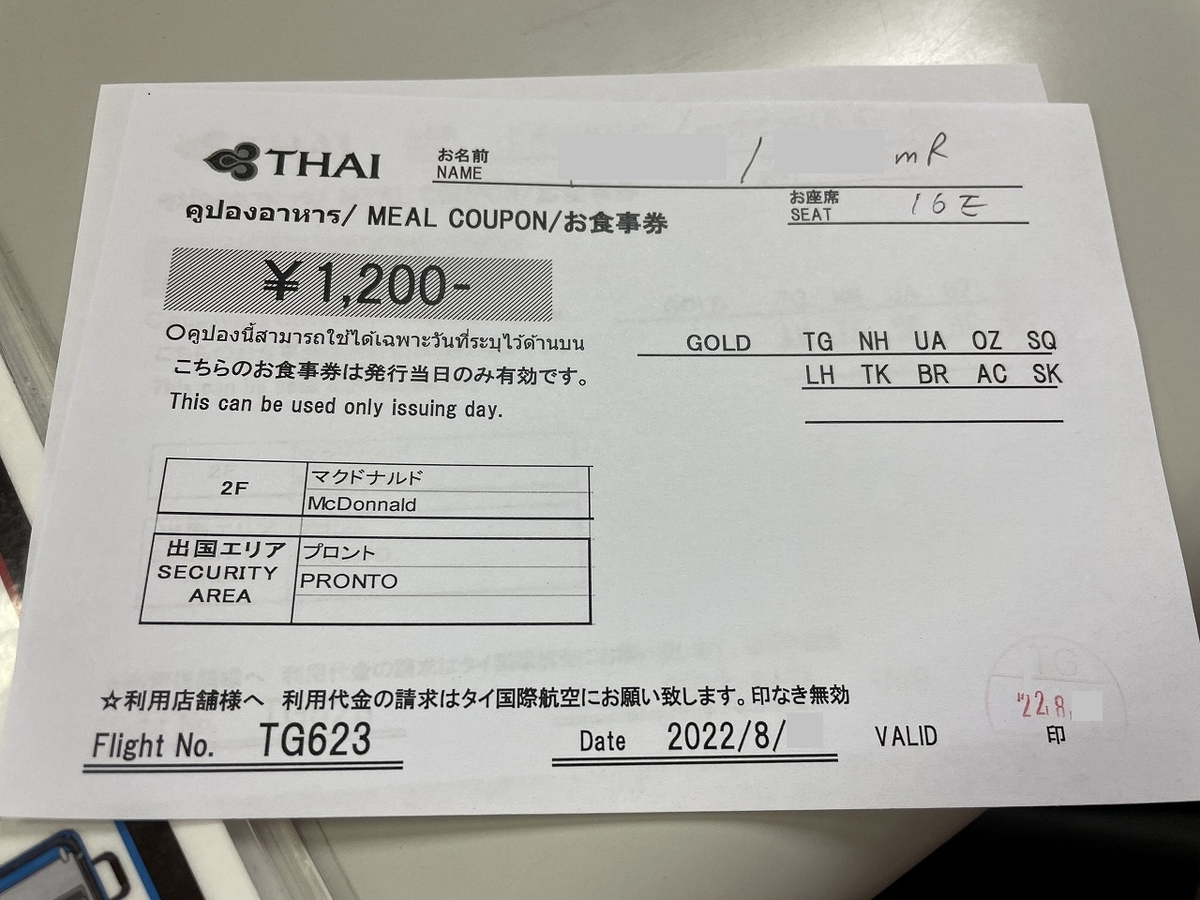 THAI
お名前
NAME
/ mR
お座席
SEAT
16E
คูปองอาหาร/ MEAL COUPON/お食事券
¥1,200-
○คูปองนี้สามารถใช้ได้เฉพาะวันที่ระบุไว้ด้านบน
こちらのお食事券は発行当日のみ有効です。
This can be used only issuing day.
GOLD TG NH UA OZ SQ
LH TK BR AC SK
2F
マクドナルド
McDonnald
出国エリア
SECURITY
AREA
プロント
PRONTO
☆利用店舗様へ 利用代金の請求はタイ国際航空にお願い致します。印なき無効
Flight No. TG623
Date 2022/8/
VALID
印
TG
'22.8.